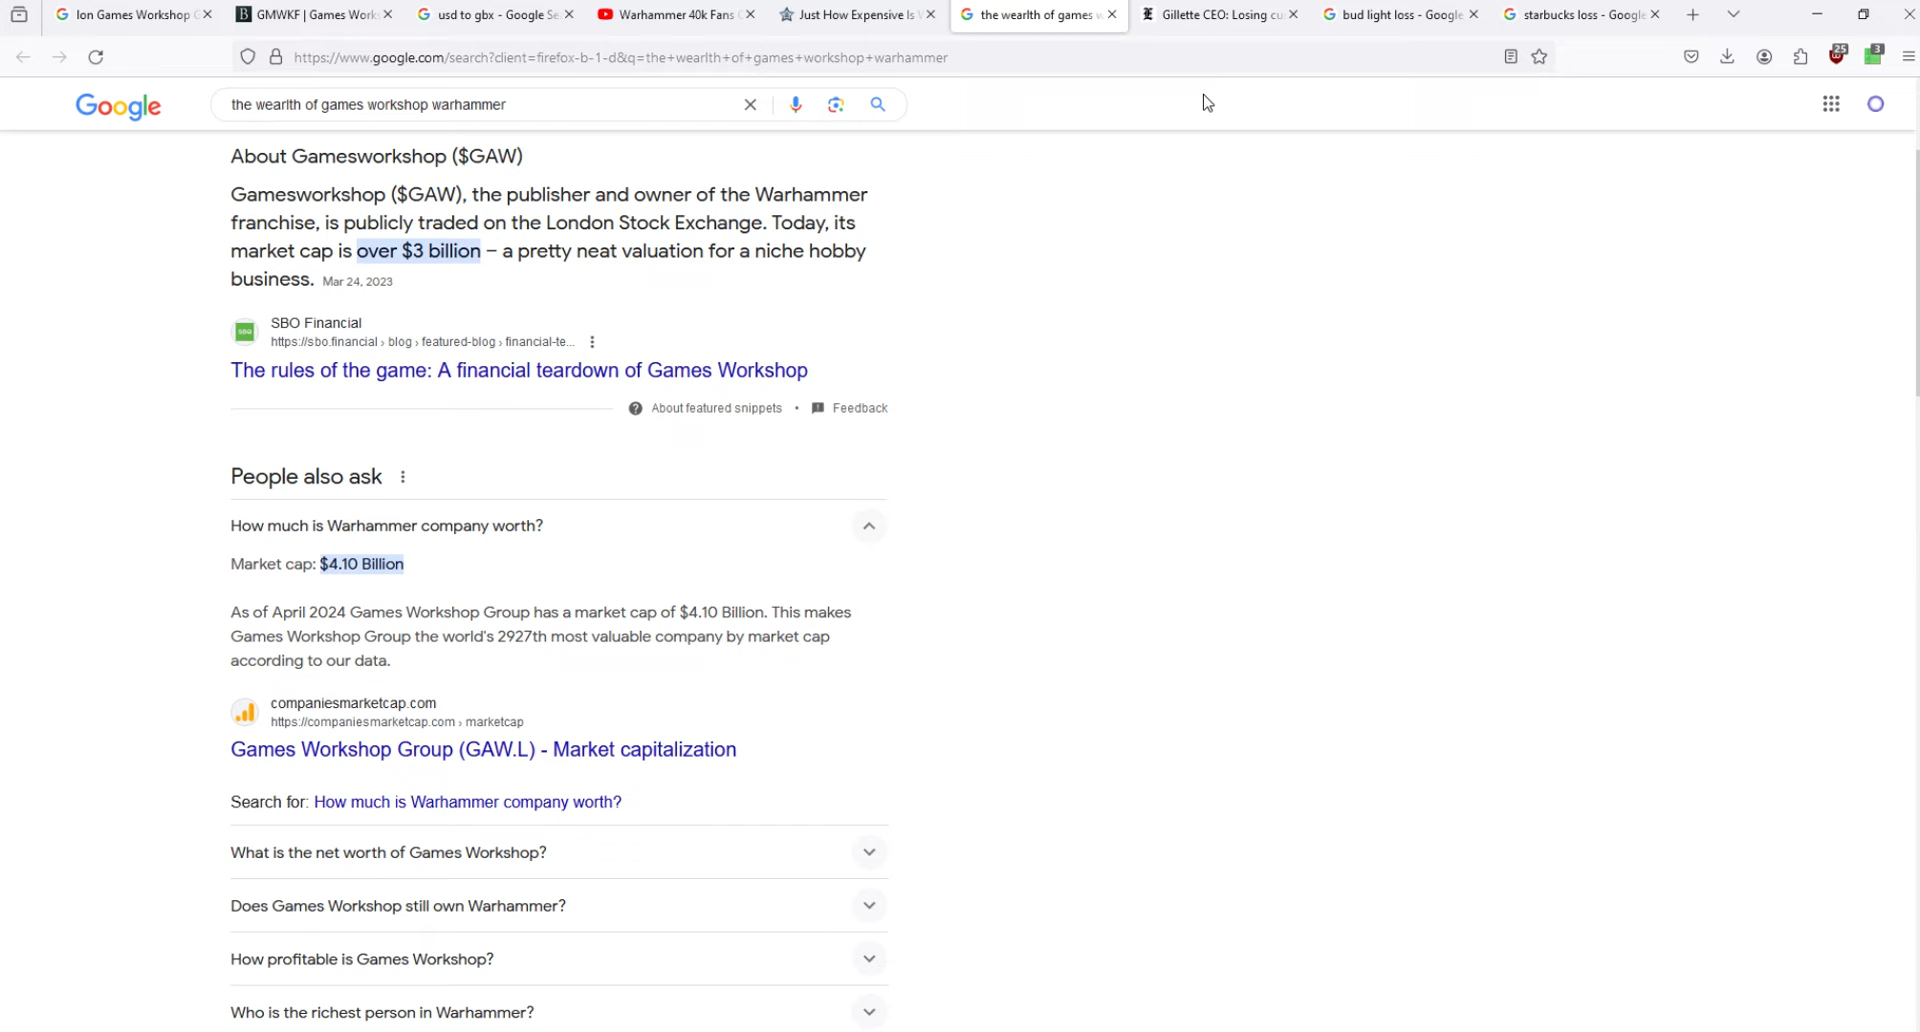 lon Games Workshop
GMWKF | Games Work
usd to gbx - Google Se
Warhammer 40k Fans
Just How Expensive Is
the wearlth of games w
Gillette CEO: Losing cu
bud light loss - Google
starbucks loss - Google
https://www.google.com/search?client=firefox-b-1-d&q=the+wearlth+of+games+workshop+warhammer
25
3
Google
the wearlth of games workshop warhammer
About Gamesworkshop ($GAW)
Gamesworkshop ($GAW), the publisher and owner of the Warhammer
franchise, is publicly traded on the London Stock Exchange. Today, its
market cap is over $3 billion – a pretty neat valuation for a niche hobby
business. Mar 24, 2023
SBO Financial
https://sbo.financial › blog › featured-blog › financial-te...
The rules of the game: A financial teardown of Games Workshop
About featured snippets • Feedback
People also ask
How much is Warhammer company worth?
Market cap: $4.10 Billion
As of April 2024 Games Workshop Group has a market cap of $4.10 Billion. This makes
Games Workshop Group the world's 2927th most valuable company by market cap
according to our data.
companiesmarketcap.com
https://companiesmarketcap.com › marketcap
Games Workshop Group (GAW.L) - Market capitalization
Search for: How much is Warhammer company worth?
What is the net worth of Games Workshop?
Does Games Workshop still own Warhammer?
How profitable is Games Workshop?
Who is the richest person in Warhammer?